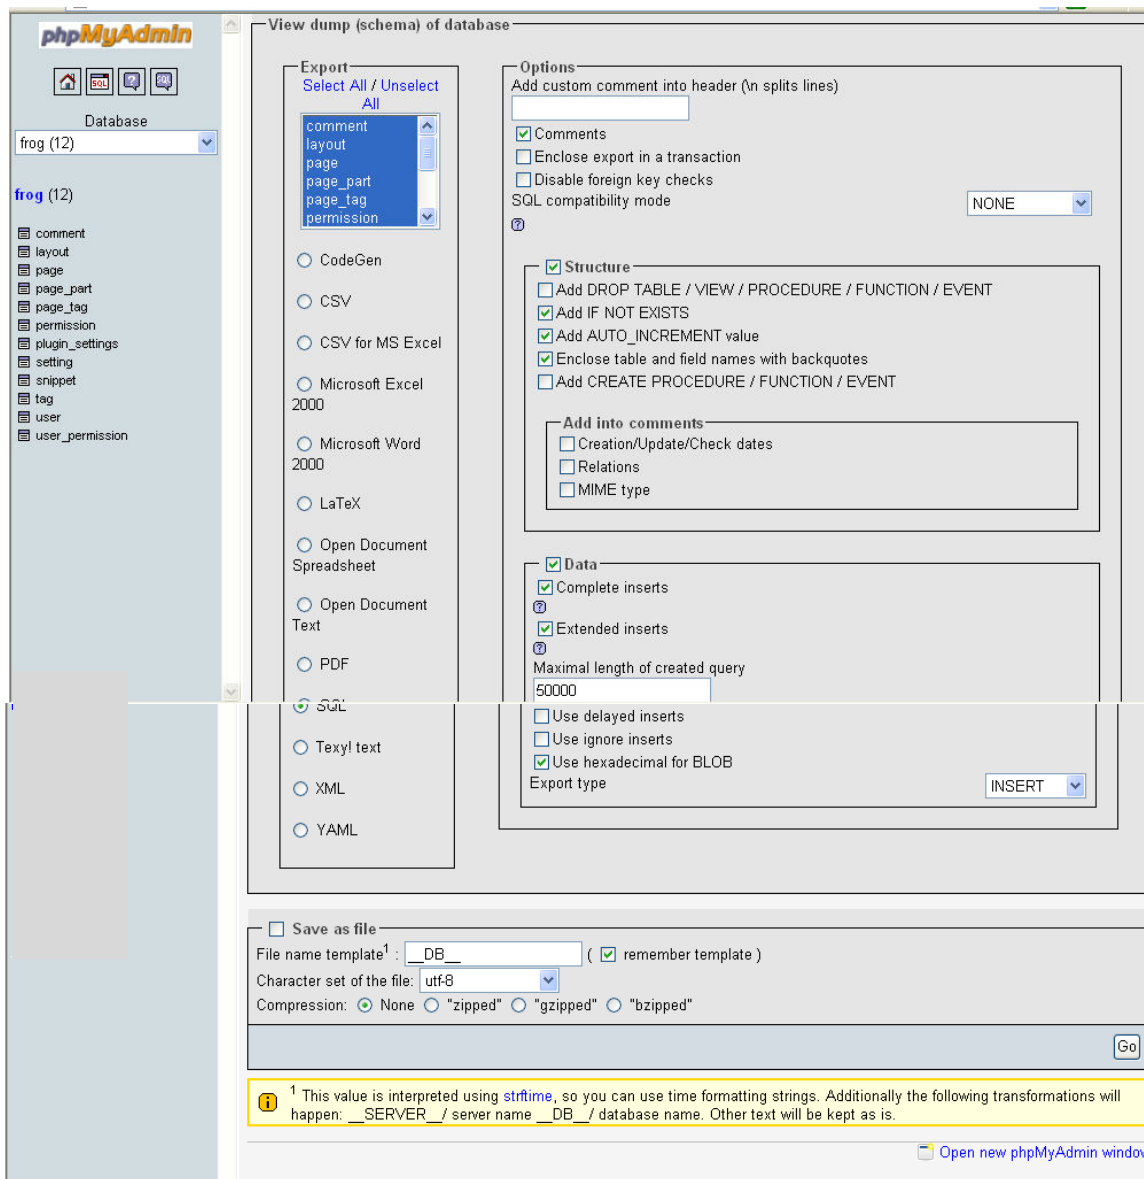 phpMyAdmin
SQL
Database
frog (12)
frog (12)
comment
layout
page
page_part
page_tag
permission
plugin_settings
setting
snippet
tag
user
user_permission
View dump (schema) of database
Export
Select All / Unselect
All
comment
layout
page
page_part
page_tag
permission
CodeGen
CSV
CSV for MS Excel
Microsoft Excel
2000
Microsoft Word
2000
LaTeX
Open Document
Spreadsheet
Open Document
Text
PDF
SQL
Texy! text
XML
YAML
Options
Add custom comment into header (\n splits lines)
Comments
Enclose export in a transaction
Disable foreign key checks
SQL compatibility mode
NONE
Structure
Add DROP TABLE / VIEW / PROCEDURE / FUNCTION / EVENT
Add IF NOT EXISTS
Add AUTO_INCREMENT value
Enclose table and field names with backquotes
Add CREATE PROCEDURE / FUNCTION / EVENT
Add into comments
Creation/Update/Check dates
Relations
MIME type
Data
Complete inserts
Extended inserts
Maximal length of created query
50000
Use delayed inserts
Use ignore inserts
Use hexadecimal for BLOB
Export type
INSERT
Save as file
File name template1 : __DB__ ( remember template )
Character set of the file: utf-8
Compression: None "zipped" "gzipped" "bzipped"
Go
1 This value is interpreted using strftime, so you can use time formatting strings. Additionally the following transformations will
happen: __SERVER__/ server name __DB__/ database name. Other text will be kept as is.
Open new phpMyAdmin window